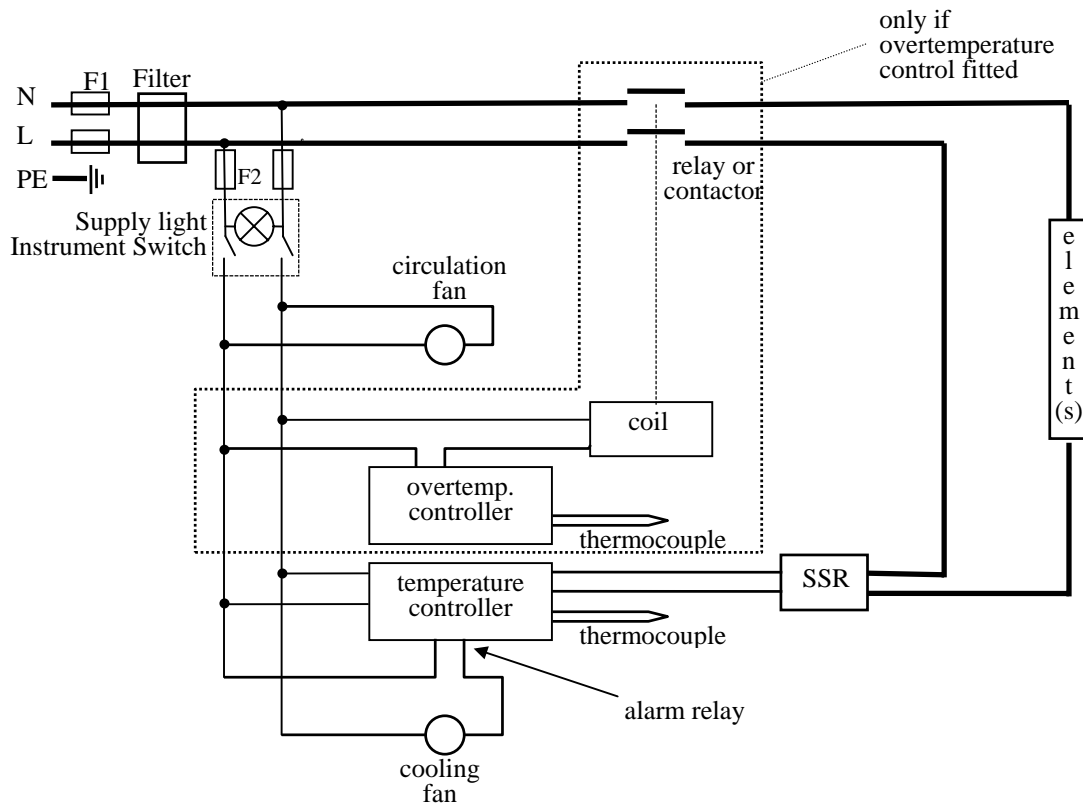 only if
overtemperature
control fitted
F1
Filter
N
L
PE
F2
relay or
contactor
Supply light
Instrument Switch
circulation
fan
element(s)
coil
overtemp.
controller
thermocouple
temperature
controller
SSR
thermocouple
alarm relay
cooling
fan